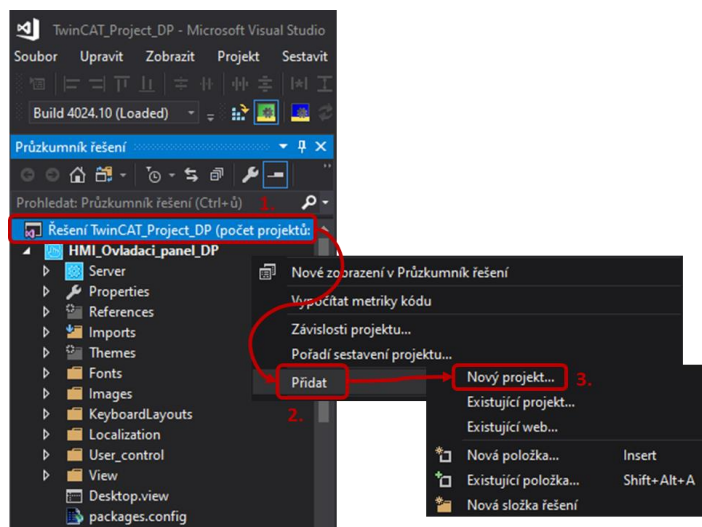 TwinCAT_Project_DP - Microsoft Visual Studio
Soubor Upravit Zobrazit Projekt Sestavit
Build 4024.10 (Loaded)
Průzkumník řešení
Prohledat: Průzkumník řešení (Ctrl+ů) 1.
Řešení TwinCAT_Project_DP (počet projektů:
HMI_Ovladaci_panel_DP
Server
Properties
References
Imports
Themes
Fonts
Images
KeyboardLayouts
Localization
User_control
View
Desktop.view
packages.config
Nové zobrazení v Průzkumník řešení
Vypočítat metriky kódu
Závislosti projektu...
Pořadí sestavení projektu...
Přidat
2.
Nový projekt... 3.
Existující projekt...
Existující web...
Nová položka... Insert
Existující položka... Shift+Alt+A
Nová složka řešení